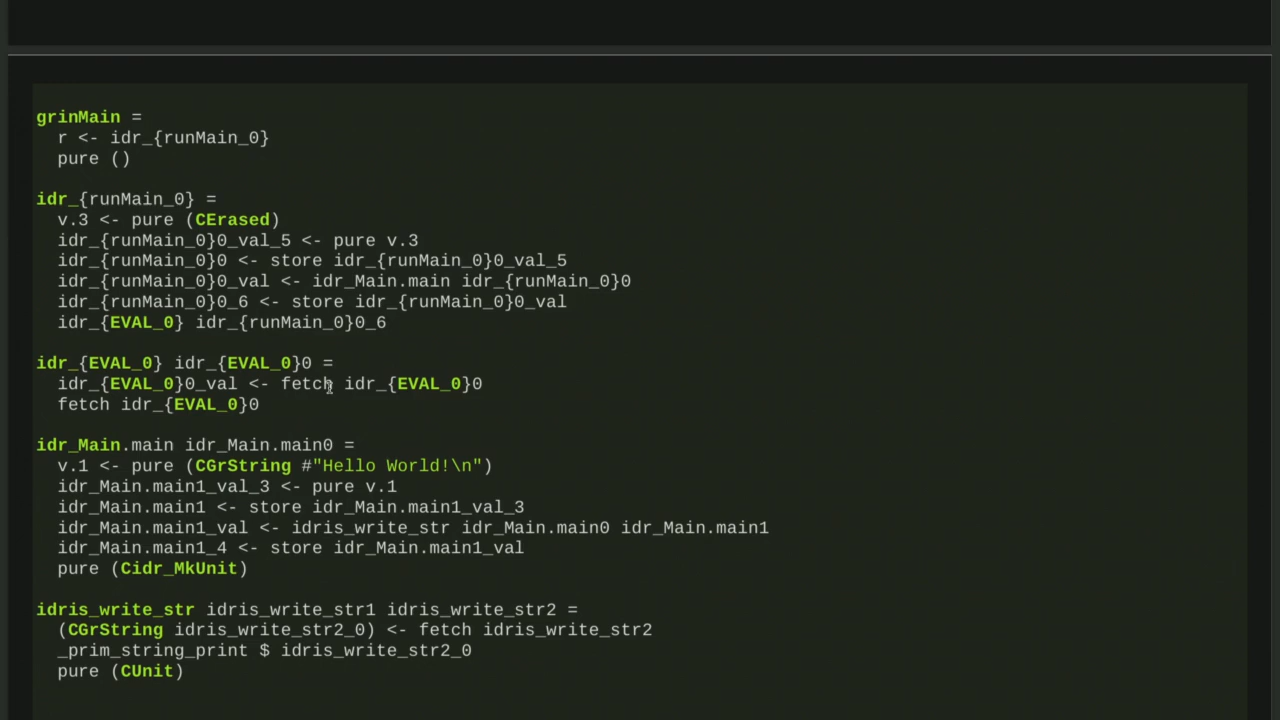 grinMain =
  r <- idr_{runMain_0}
  pure ()
idr_{runMain_0} =
  v.3 <- pure (CErased)
  idr_{runMain_0}0_val_5 <- pure v.3
  idr_{runMain_0}0 <- store idr_{runMain_0}0_val_5
  idr_{runMain_0}0_val <- idr_Main.main idr_{runMain_0}0
  idr_{runMain_0}0_6 <- store idr_{runMain_0}0_val
  idr_{EVAL_0} idr_{runMain_0}0_6
idr_{EVAL_0} idr_{EVAL_0}0 =
  idr_{EVAL_0}0_val <- fetch idr_{EVAL_0}0
  fetch idr_{EVAL_0}0
idr_Main.main idr_Main.main0 =
  v.1 <- pure (CGrString #"Hello World!\n")
  idr_Main.main1_val_3 <- pure v.1
  idr_Main.main1 <- store idr_Main.main1_val_3
  idr_Main.main1_val <- idris_write_str idr_Main.main0 idr_Main.main1
  idr_Main.main1_4 <- store idr_Main.main1_val
  pure (Cidr_MkUnit)
idris_write_str idris_write_str1 idris_write_str2 =
  (CGrString idris_write_str2_0) <- fetch idris_write_str2
  _prim_string_print $ idris_write_str2_0
  pure (CUnit)